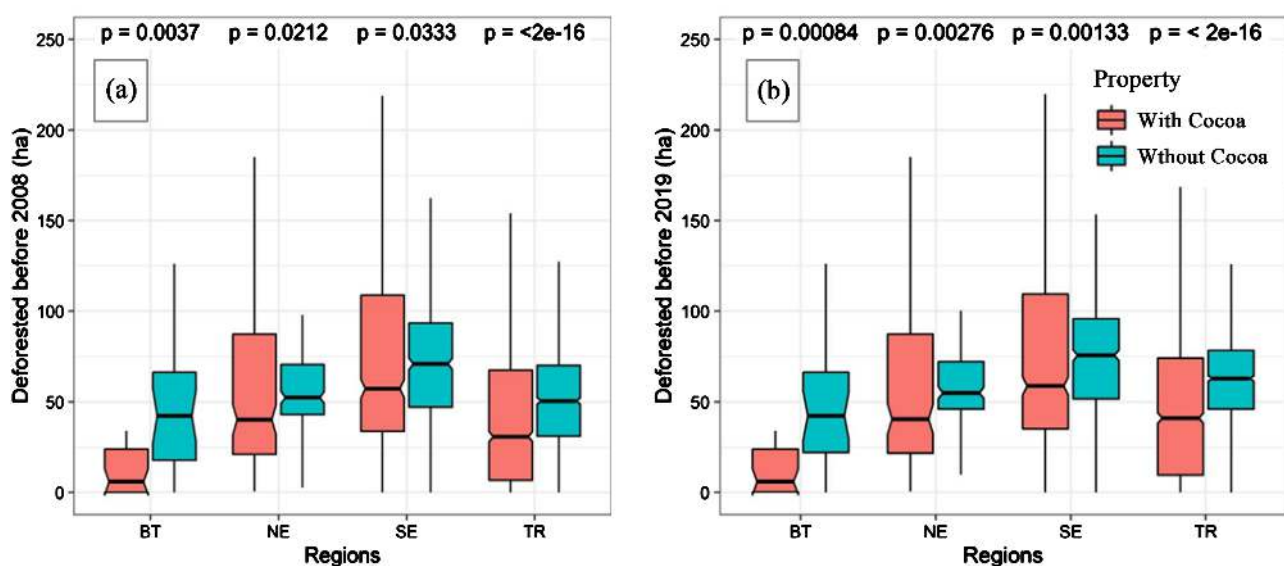 p = 0.0037 p = 0.0212 p = 0.0333 p = <2e-16
(a)
Deforested before 2008 (ha)
250
200
150
100
50
0
BT NE SE TR
Regions
p = 0.00084 p = 0.00276 p = 0.00133 p = < 2e-16
(b)
Property
With Cocoa
Wthout Cocoa
Deforested before 2019 (ha)
250
200
150
100
50
0
BT NE SE TR
Regions